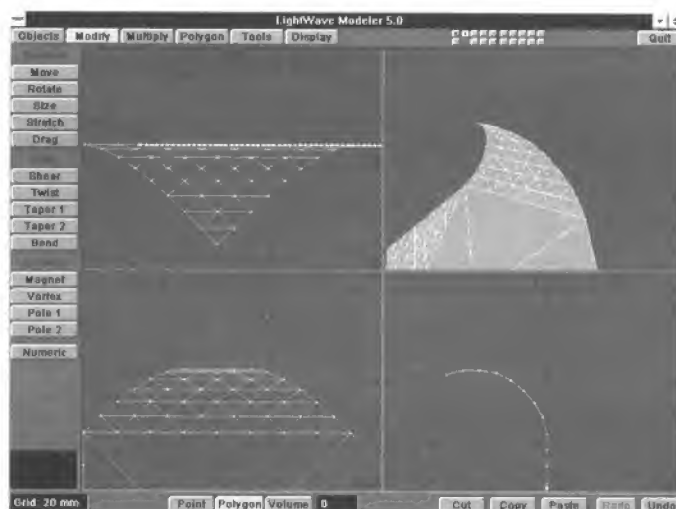 LightWave Modeler 5.0
Objects Modify Multiply Polygon Tools Display Quit
Move
Rotate
Size
Stretch
Drag
Shear
Twist
Taper 1
Taper 2
Bend
Magnet
Vortex
Pole 1
Pole 2
Numeric
Grid: 20 mm Point Polygon Volume 0 Cut Copy Paste Redo Undo